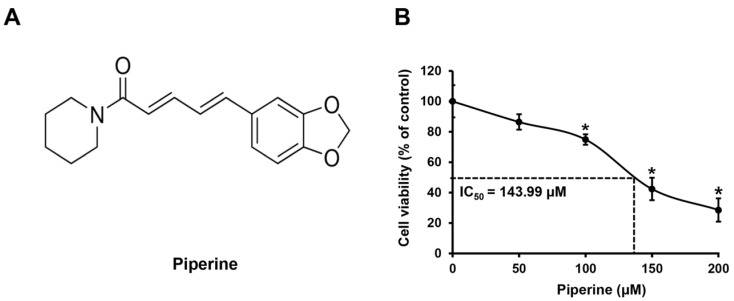 A
O
N
O
O
Piperine
B
Cell viability (% of control)
120
100
80
60
40
20
0
*
*
*
IC50 = 143.99 µM
0 50 100 150 200
Piperine (µM)